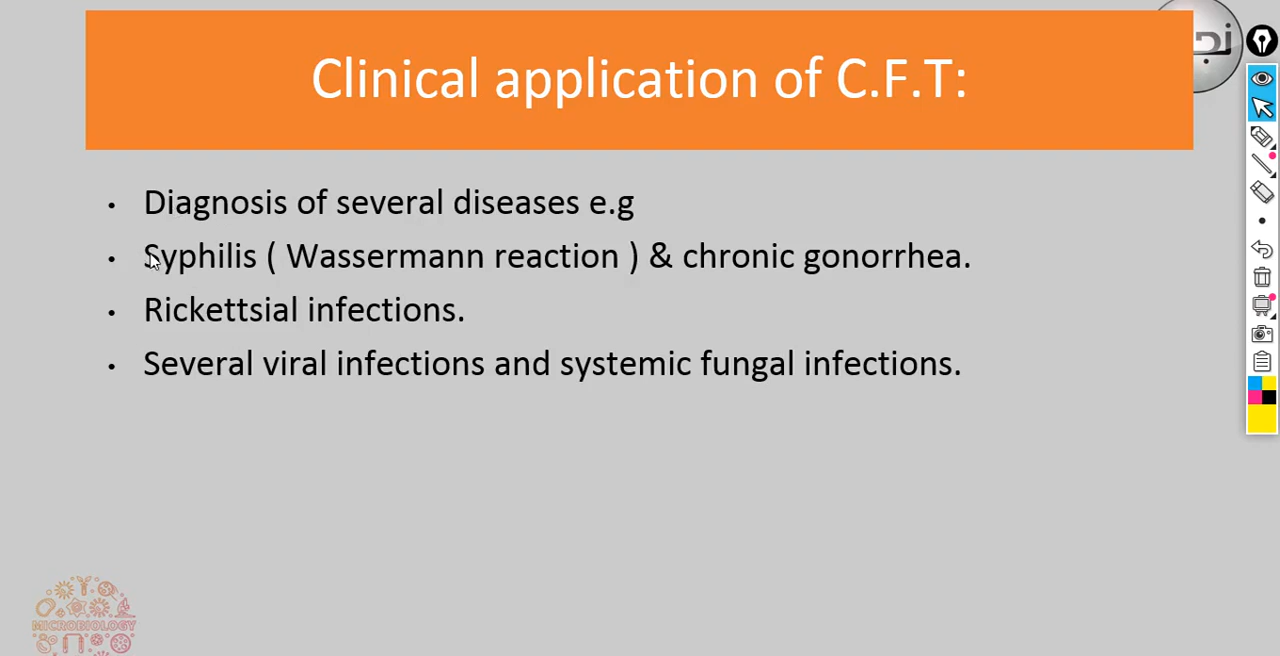 Clinical application of C.F.T:
• Diagnosis of several diseases e.g
• Syphilis ( Wassermann reaction ) & chronic gonorrhea.
• Rickettsial infections.
• Several viral infections and systemic fungal infections.
MICROBIOLOGY